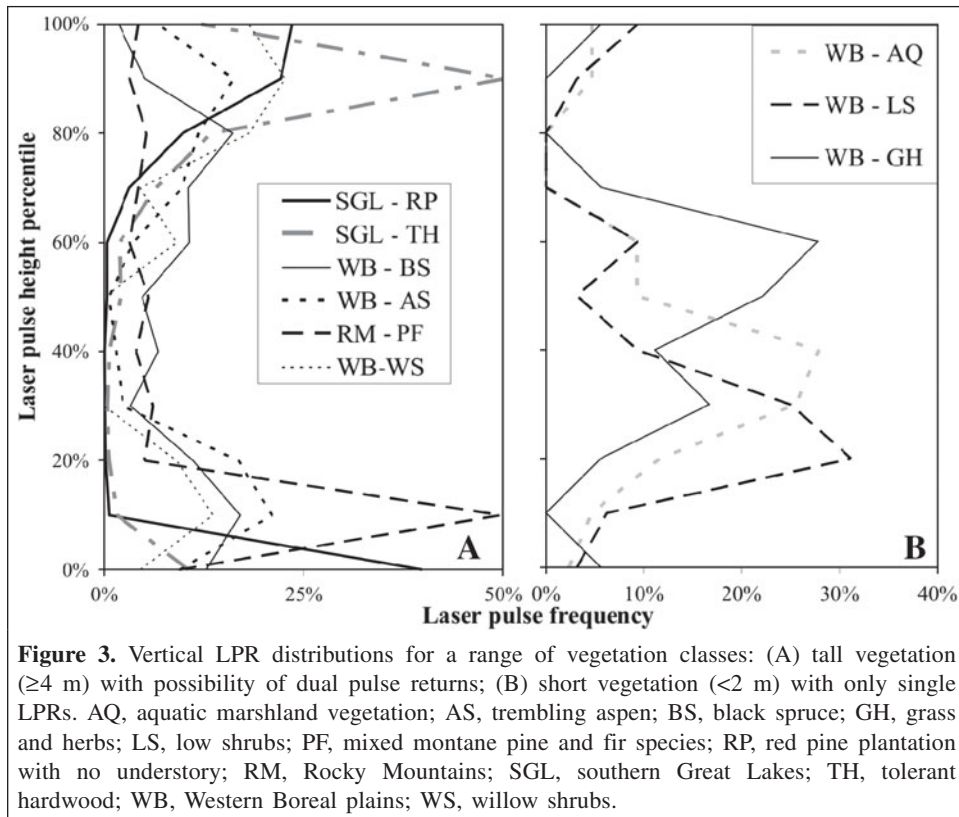 100%
80%
60%
40%
20%
0%
Laser pulse height percentile
SGL - RP
SGL - TH
WB - BS
WB - AS
RM - PF
WB-WS
A
0%
25%
50%
WB - AQ
WB - LS
WB - GH
B
0%
10%
20%
30%
40%
Laser pulse frequency
Figure 3. Vertical LPR distributions for a range of vegetation classes: (A) tall vegetation
(≥4 m) with possibility of dual pulse returns; (B) short vegetation (<2 m) with only single
LPRs. AQ, aquatic marshland vegetation; AS, trembling aspen; BS, black spruce; GH, grass
and herbs; LS, low shrubs; PF, mixed montane pine and fir species; RP, red pine plantation
with no understory; RM, Rocky Mountains; SGL, southern Great Lakes; TH, tolerant
hardwood; WB, Western Boreal plains; WS, willow shrubs.